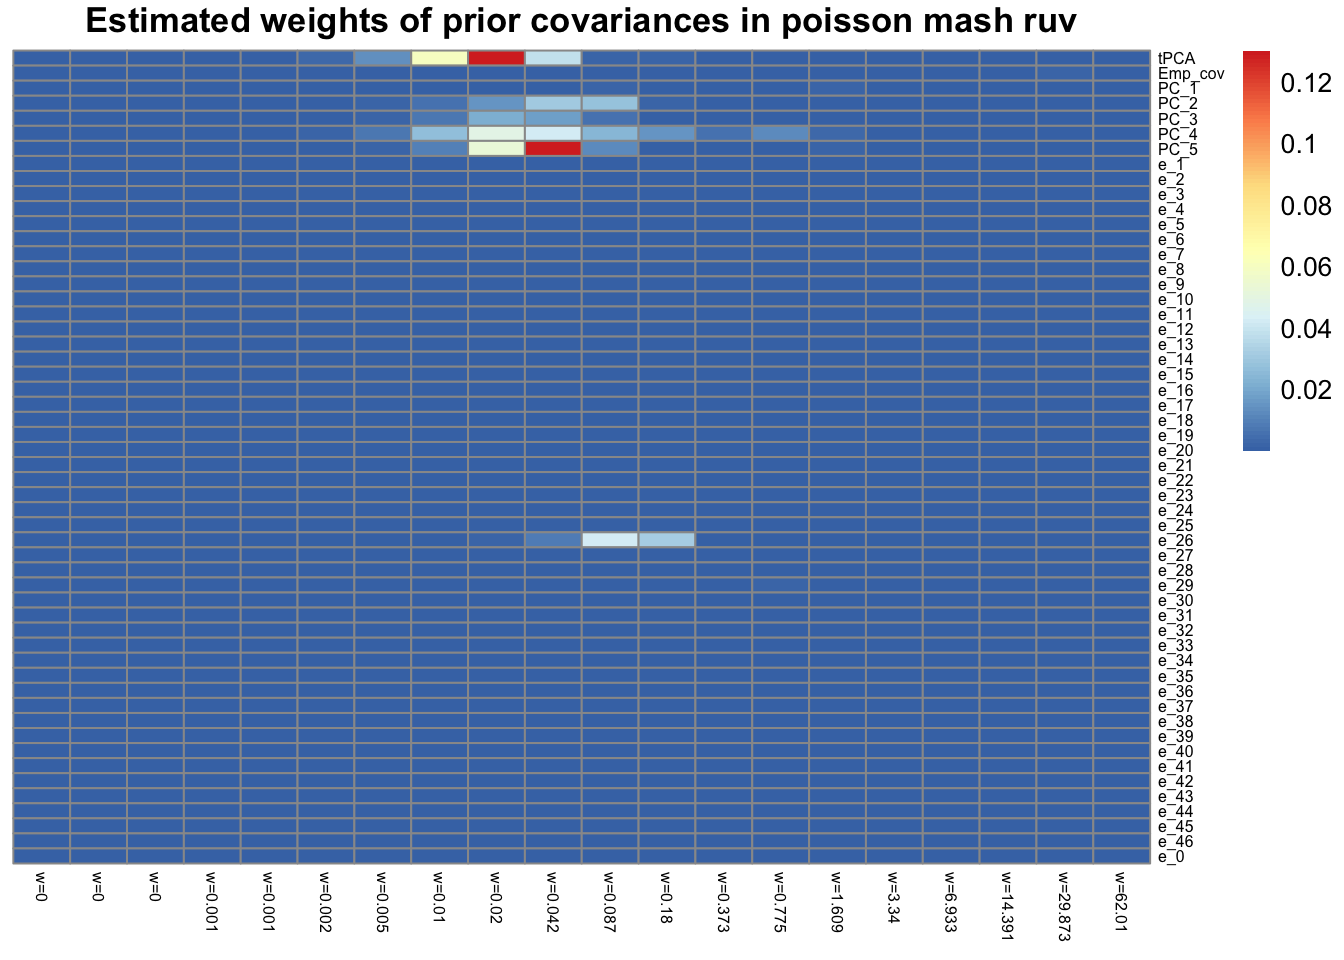 Estimated weights of prior covariances in poisson mash ruv
tPCA
Emp_cov
PC_1
PC_2
PC_3
PC_4
PC_5
e_1
e_2
e_3
e_4
e_5
e_6
e_7
e_8
e_9
e_10
e_11
e_12
e_13
e_14
e_15
e_16
e_17
e_18
e_19
e_20
e_21
e_22
e_23
e_24
e_25
e_26
e_27
e_28
e_29
e_30
e_31
e_32
e_33
e_34
e_35
e_36
e_37
e_38
e_39
e_40
e_41
e_42
e_43
e_44
e_45
e_46
e_0
0.12
0.1
0.08
0.06
0.04
0.02
w=0
w=0
w=0
w=0.001
w=0.001
w=0.002
w=0.005
w=0.01
w=0.02
w=0.042
w=0.087
w=0.18
w=0.373
w=0.775
w=1.609
w=3.34
w=6.933
w=14.391
w=29.873
w=62.01